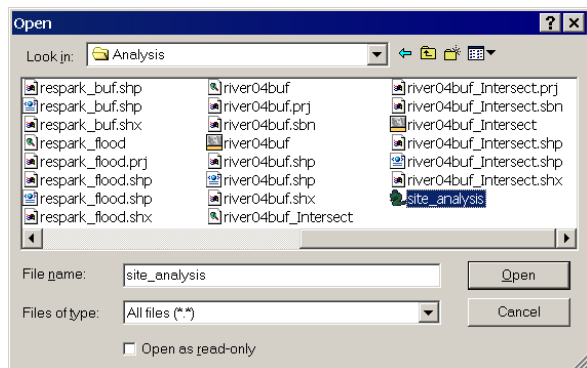 Open
Look in: Analysis
respark_buf.shp
respark_buf.shp
respark_buf.shx
respark_flood
respark_flood.prj
respark_flood.shp
respark_flood.shp
respark_flood.shx
river04buf
river04buf.prj
river04buf.sbn
river04buf
river04buf.shp
river04buf.shp
river04buf.shx
river04buf_Intersect
river04buf_Intersect.prj
river04buf_Intersect.sbn
river04buf_Intersect
river04buf_Intersect.shp
river04buf_Intersect.shp
river04buf_Intersect.shx
site_analysis
File name: site_analysis Open
Files of type: All files (*.*) Cancel
Open as read-only